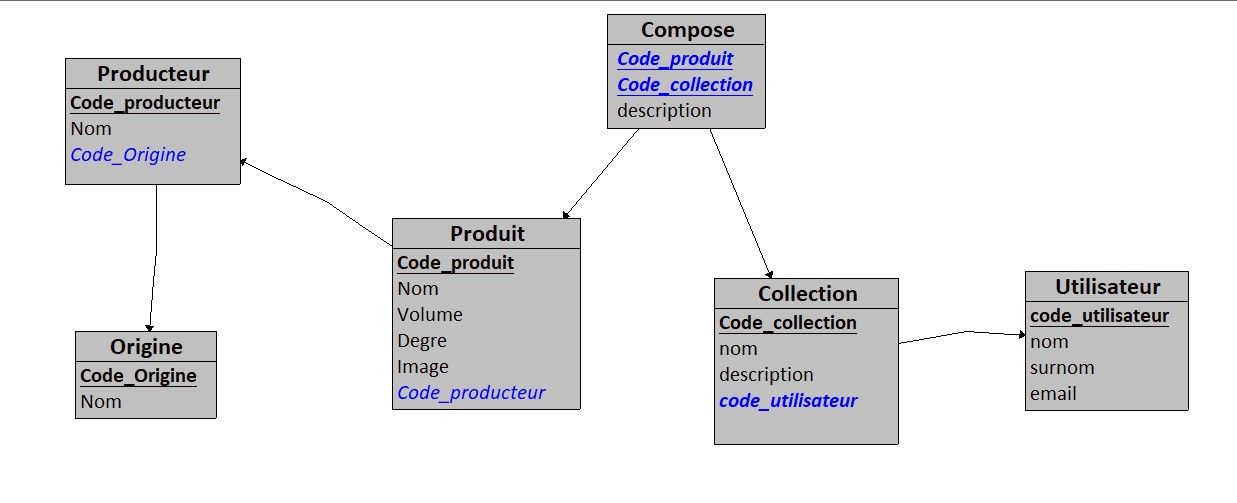 Compose
Code_produit
Code_collection
description
Producteur
Code_producteur
Nom
Code_Origine
Produit
Code_produit
Nom
Volume
Degre
Image
Code_producteur
Origine
Code_Origine
Nom
Collection
Code_collection
nom
description
code_utilisateur
Utilisateur
code_utilisateur
nom
surnom
email